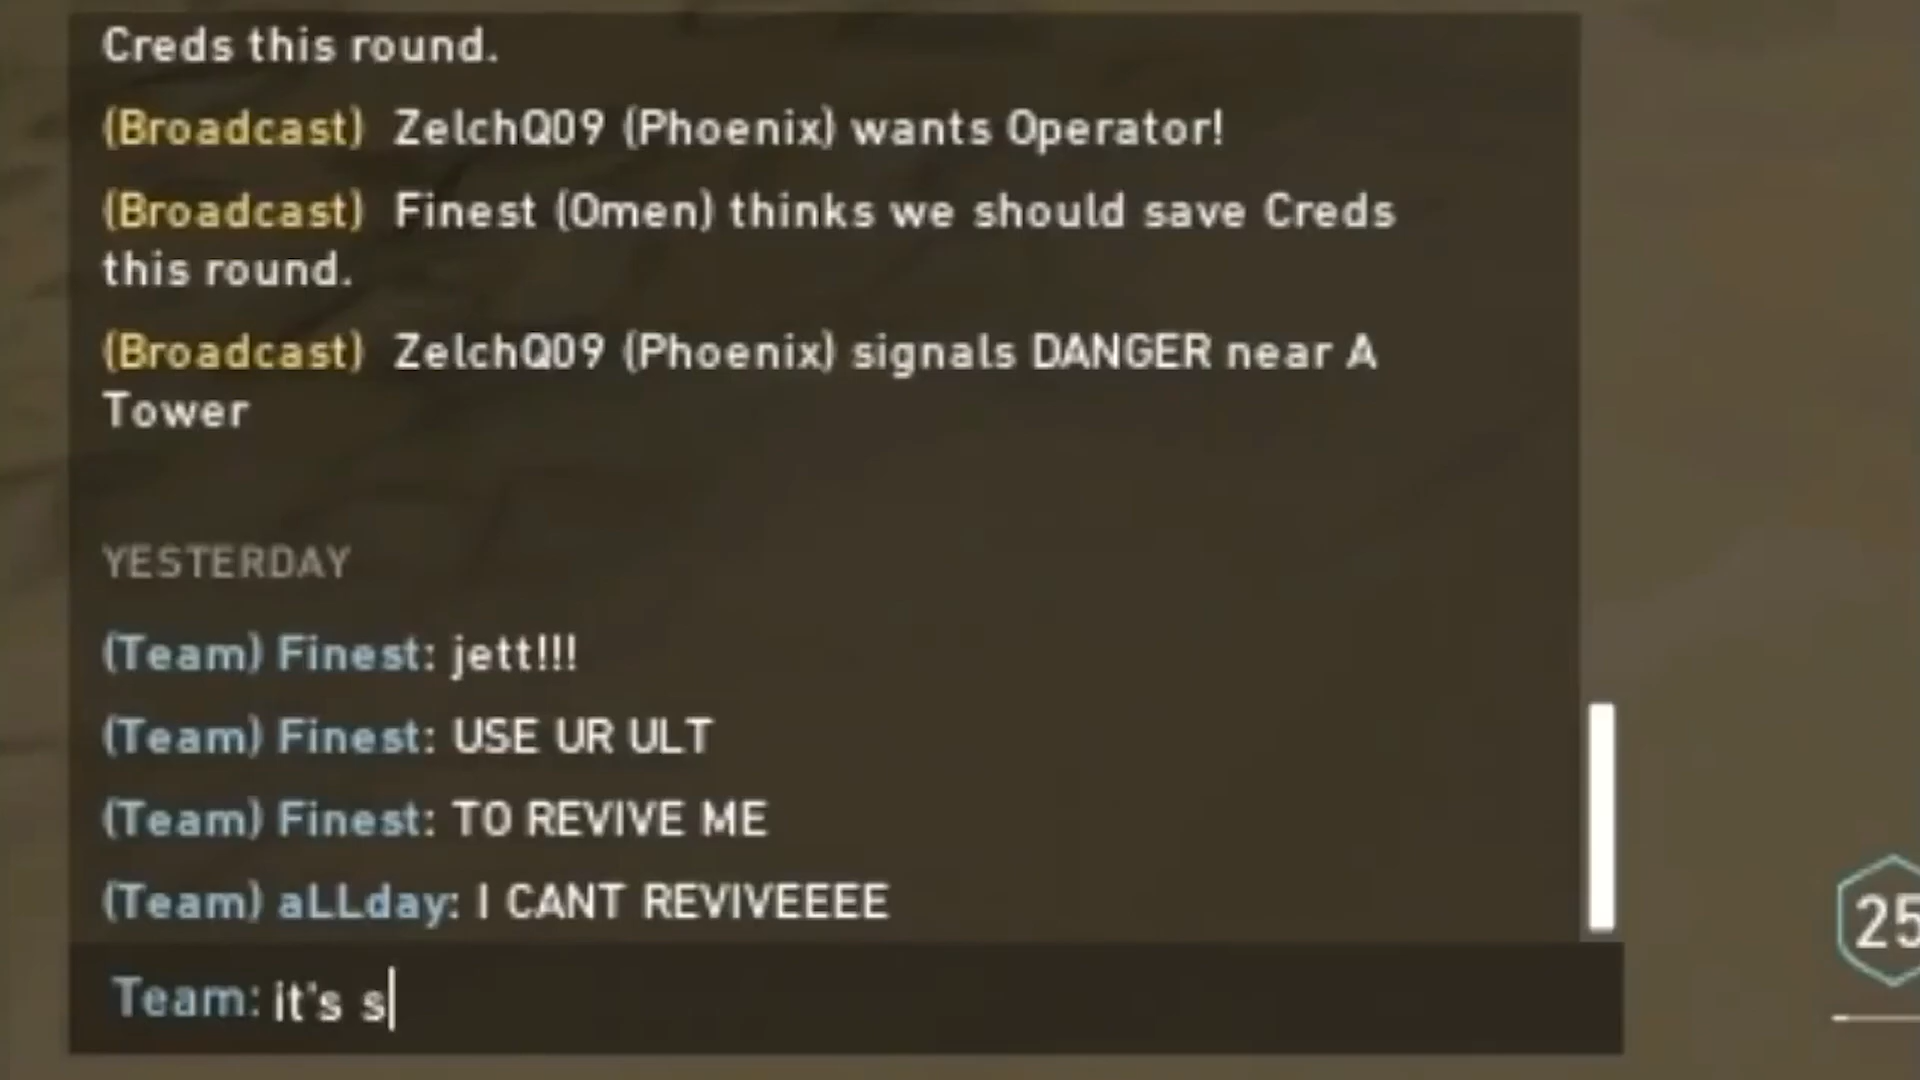 Creds this round.
(Broadcast) ZelchQ09 (Phoenix) wants Operator!
(Broadcast) Finest (Omen) thinks we should save Creds
this round.
(Broadcast) ZelchQ09 (Phoenix) signals DANGER near A
Tower
YESTERDAY
(Team) Finest: jett!!!
(Team) Finest: USE UR ULT
(Team) Finest: TO REVIVE ME
(Team) aLLday: I CANT REVIVEEEE
Team: it's s
25